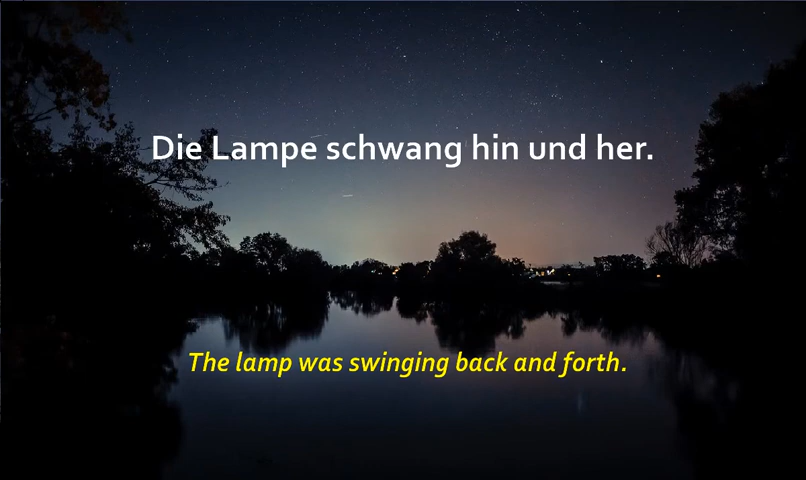 Die Lampe schwang hin und her.
The lamp was swinging back and forth.